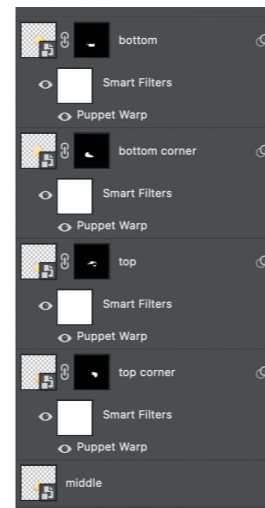 bottom
Smart Filters
Puppet Warp
bottom corner
Smart Filters
Puppet Warp
top
Smart Filters
Puppet Warp
top corner
Smart Filters
Puppet Warp
middle